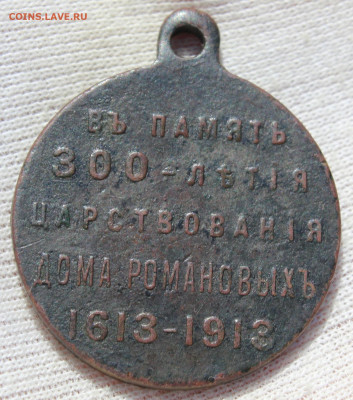 COINS.LAVE.RU
ВЪ ПАМЯТЬ
300-ЛѢТІЯ
ЦАРСТВОВАНІЯ
ДОМА РОМАНОВЫХЪ
1613-1913